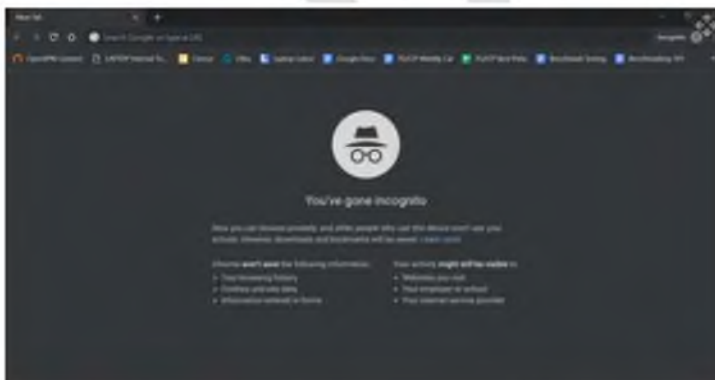 New Tab
Search Google or type a URL
Incognito
Google Docs
You've gone incognito
Now you can browse privately, and other people who use this device won't see your
activity. However, downloads and bookmarks will be saved. Learn more
Chrome won't save the following information:
Your activity might still be visible to:
• Your browsing history
• Websites you visit
• Cookies and site data
• Your employer or school
• Information entered in forms
• Your internet service provider